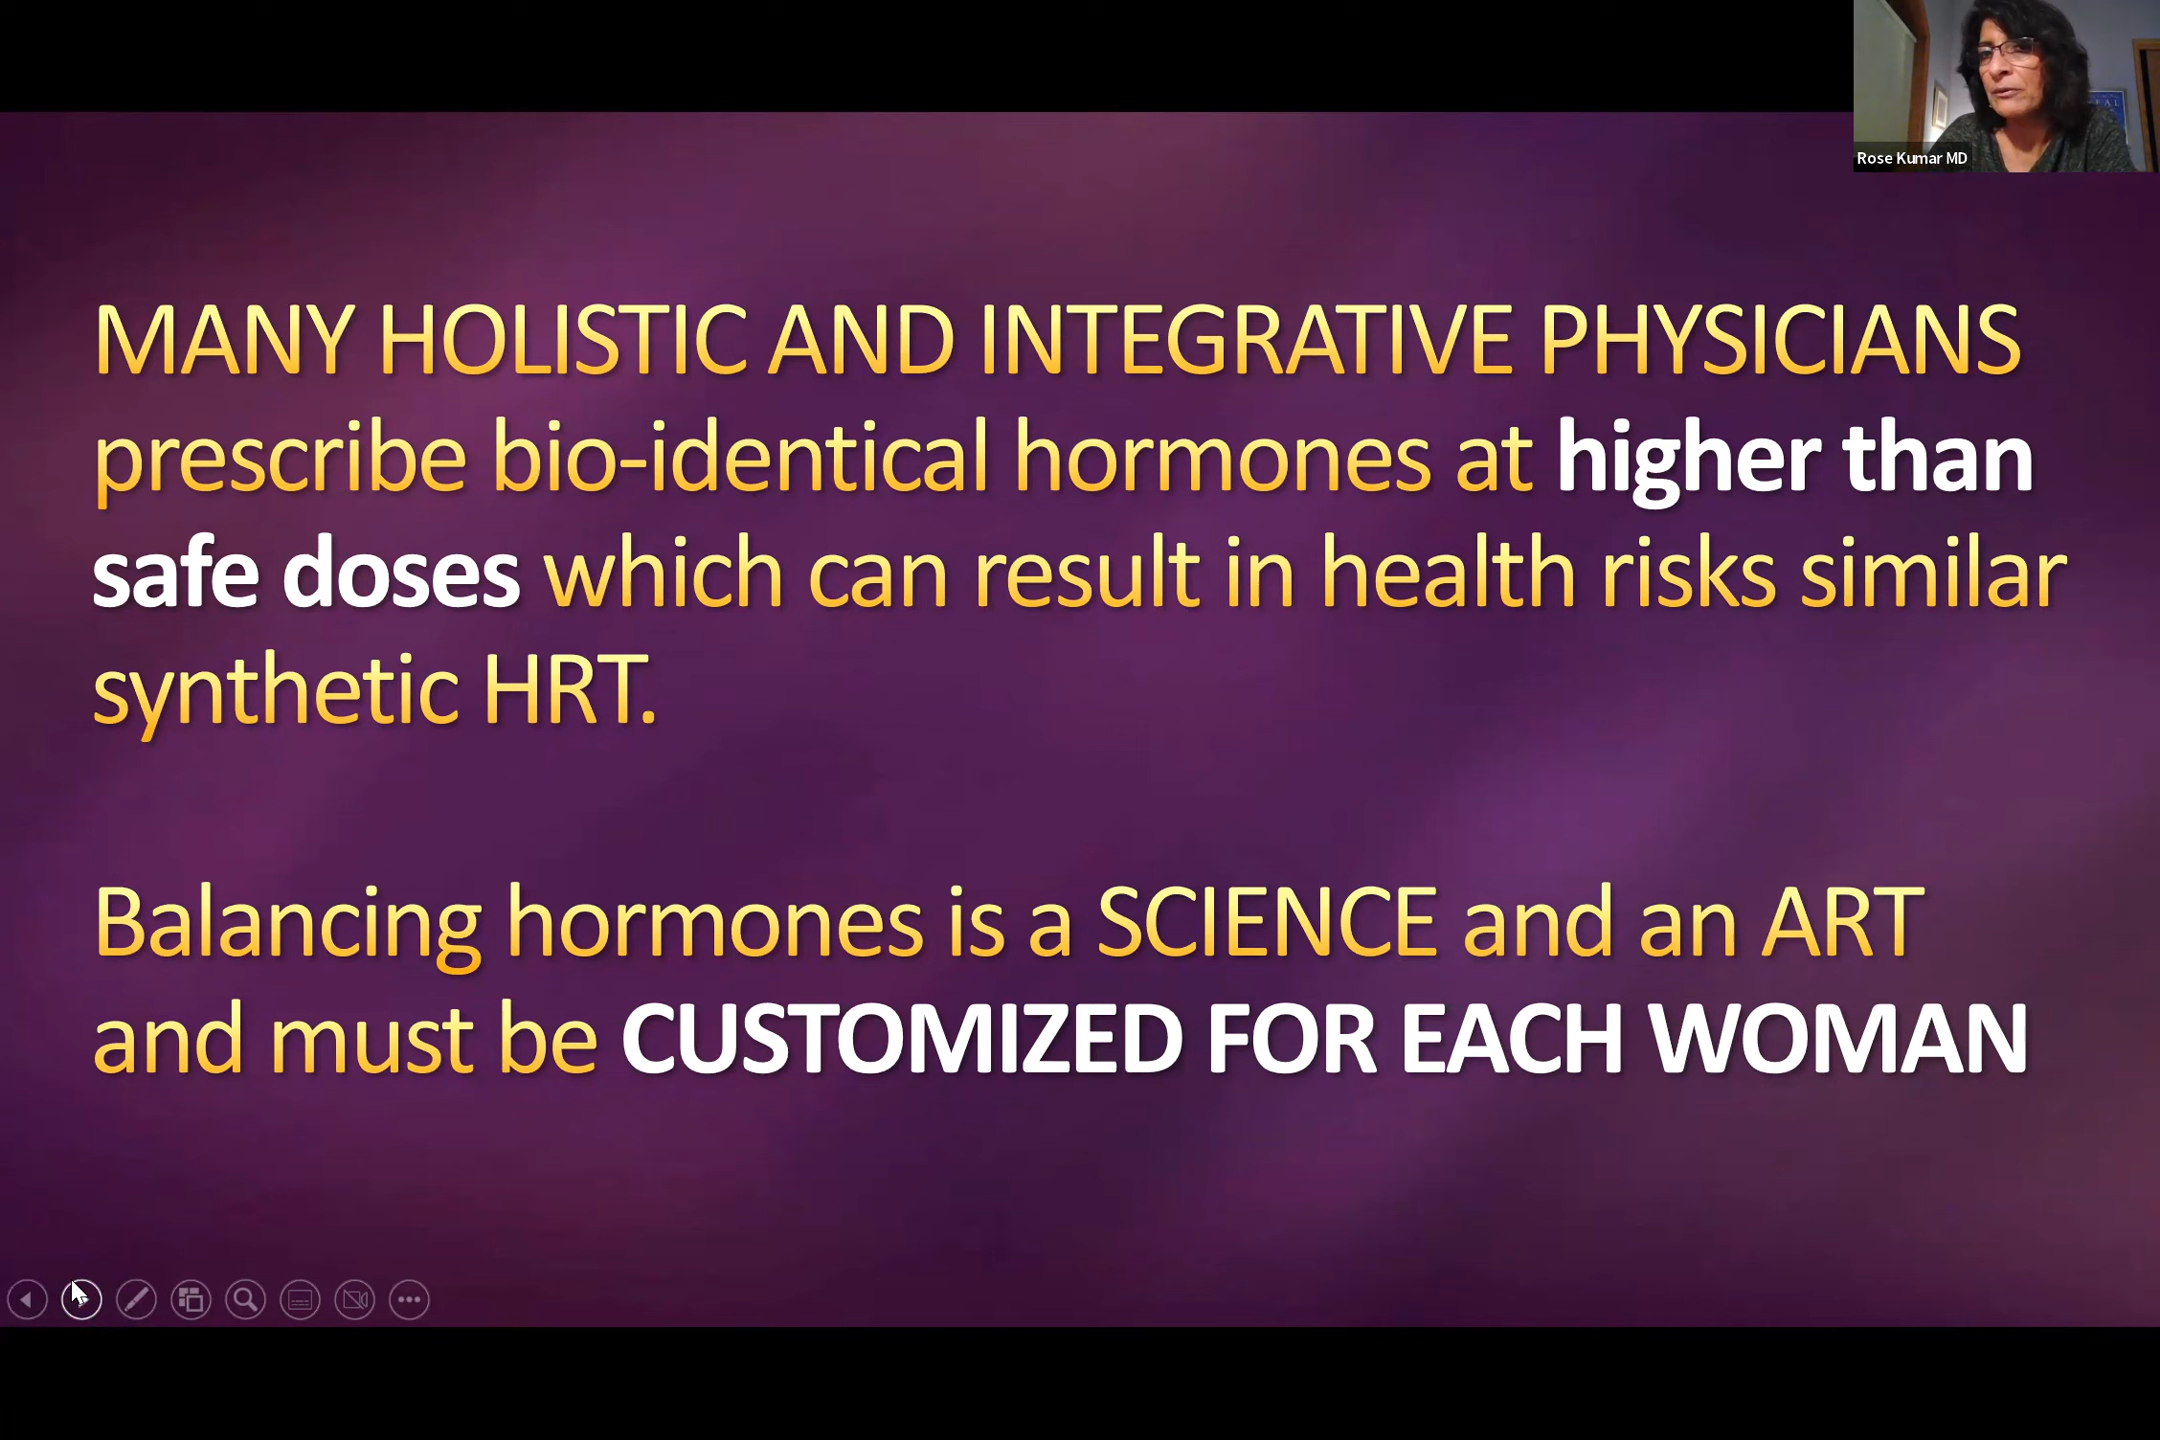 Rose Kumar MD
MANY HOLISTIC AND INTEGRATIVE PHYSICIANS
prescribe bio-identical hormones at higher than
safe doses which can result in health risks similar
synthetic HRT.
Balancing hormones is a SCIENCE and an ART
and must be CUSTOMIZED FOR EACH WOMAN